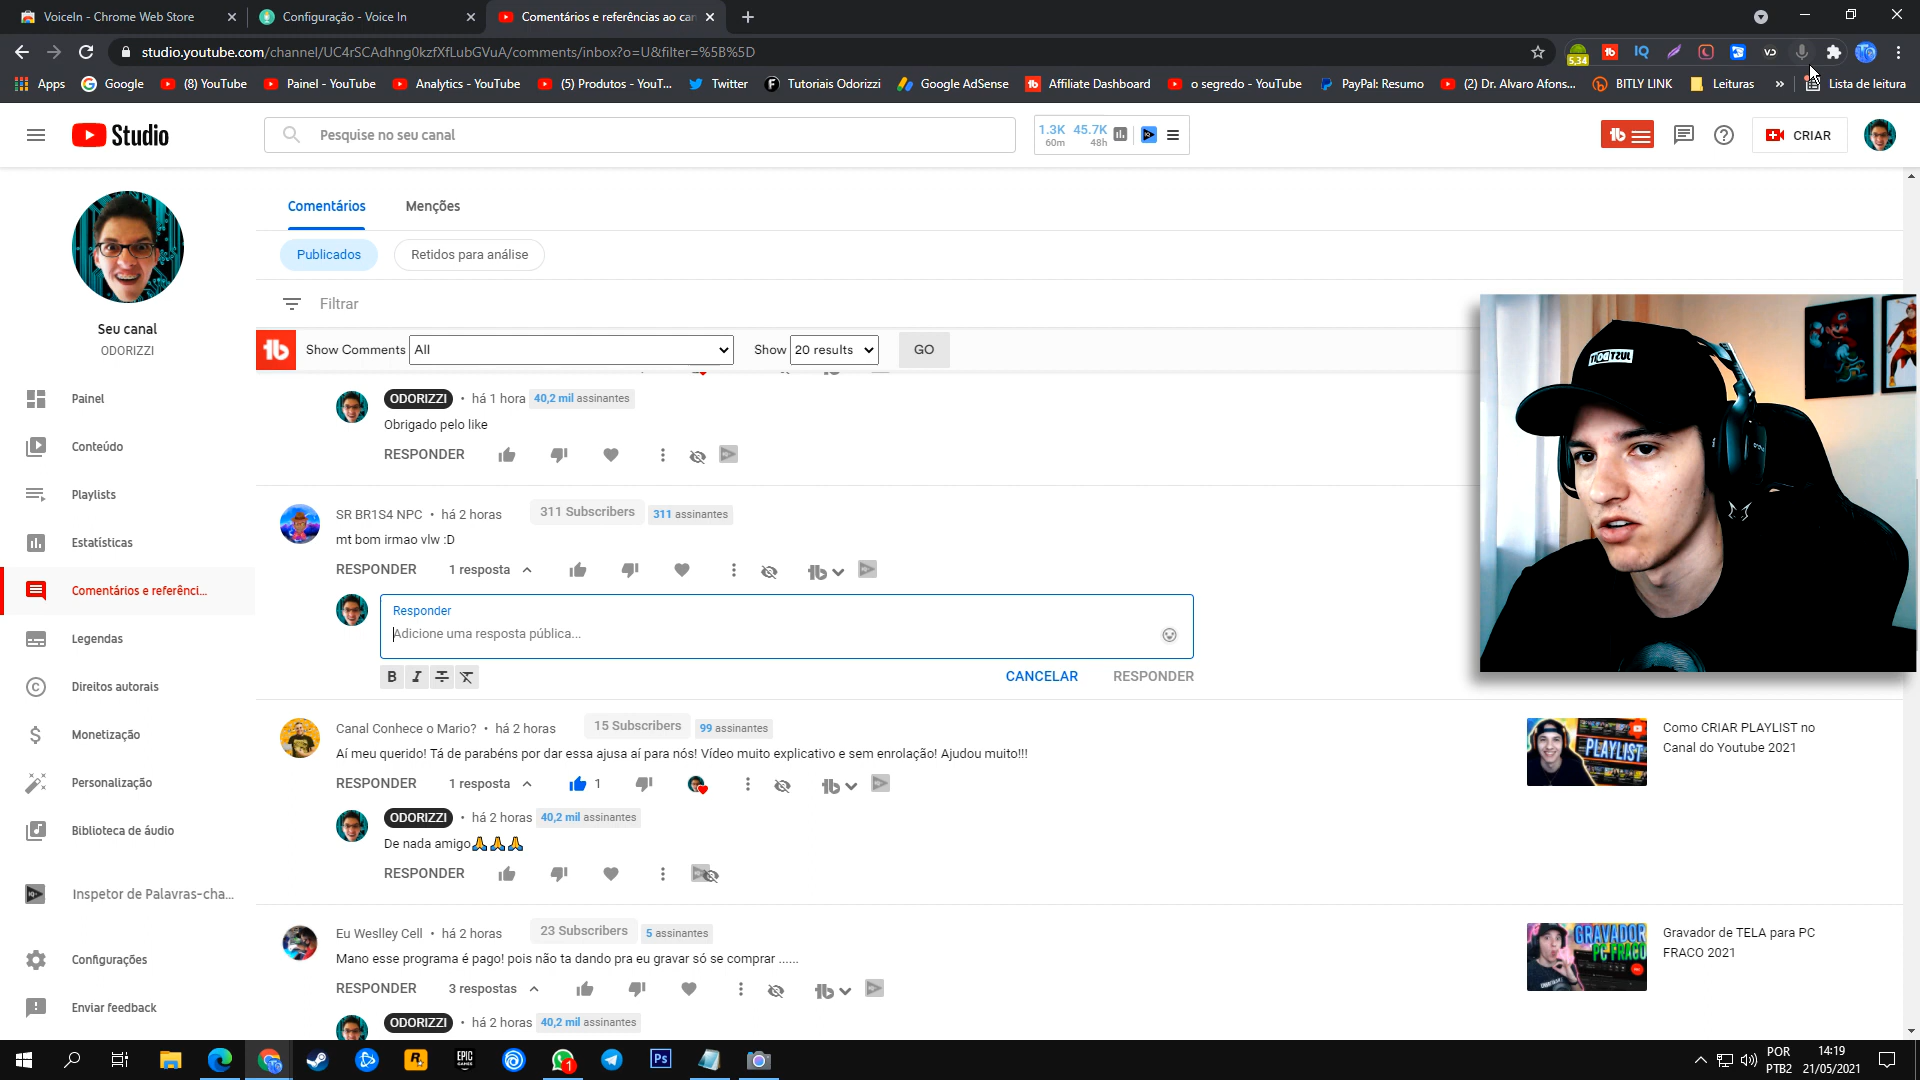 VoiceIn - Chrome Web Store
Configuração - Voice In
Comentários e referências ao can
studio.youtube.com/channel/UC4rSCAdhng0kzfXfLubGVuA/comments/inbox?o=U&filter=%5B%5D
5,34
Apps
Google
(8) YouTube
Painel - YouTube
Analytics - YouTube
(5) Produtos - YouT...
Twitter
Tutoriais Odorizzi
Google AdSense
Affiliate Dashboard
o segredo - YouTube
PayPal: Resumo
(2) Dr. Alvaro Afons...
BITLY LINK
Leituras
»
Lista de leitura
Studio
Pesquise no seu canal
1.3K 45.7K
60m 48h
CRIAR
Comentários
Menções
Publicados
Retidos para análise
Filtrar
Show Comments All Show 20 results GO
Seu canal
ODORIZZI
Painel
Conteúdo
Playlists
Estatísticas
Comentários e referênci...
Legendas
Direitos autorais
Monetização
Personalização
Biblioteca de áudio
Inspetor de Palavras-cha...
Configurações
Enviar feedback
ODORIZZI • há 1 hora 40,2 mil assinantes
Obrigado pelo like
RESPONDER
SR BR1S4 NPC • há 2 horas 311 Subscribers 311 assinantes
mt bom irmao vlw :D
RESPONDER 1 resposta
Responder
Adicione uma resposta pública...
B I
CANCELAR RESPONDER
Canal Conhece o Mario? • há 2 horas 15 Subscribers 99 assinantes
Aí meu querido! Tá de parabéns por dar essa ajusa aí para nós! Vídeo muito explicativo e sem enrolação! Ajudou muito!!!
RESPONDER 1 resposta 1
ODORIZZI • há 2 horas 40,2 mil assinantes
De nada amigo🙏🙏🙏
RESPONDER
Eu Weslley Cell • há 2 horas 23 Subscribers 5 assinantes
Mano esse programa é pago! pois não ta dando pra eu gravar só se comprar ......
RESPONDER 3 respostas
ODORIZZI • há 2 horas 40,2 mil assinantes
JUST DO IT
PLAYLIST
Como CRIAR PLAYLIST no
Canal do Youtube 2021
GRAVADOR
PC FRACO
Gravador de TELA para PC
FRACO 2021
EPIC
GAMES
Ps
1
POR
PTB2
14:19
21/05/2021